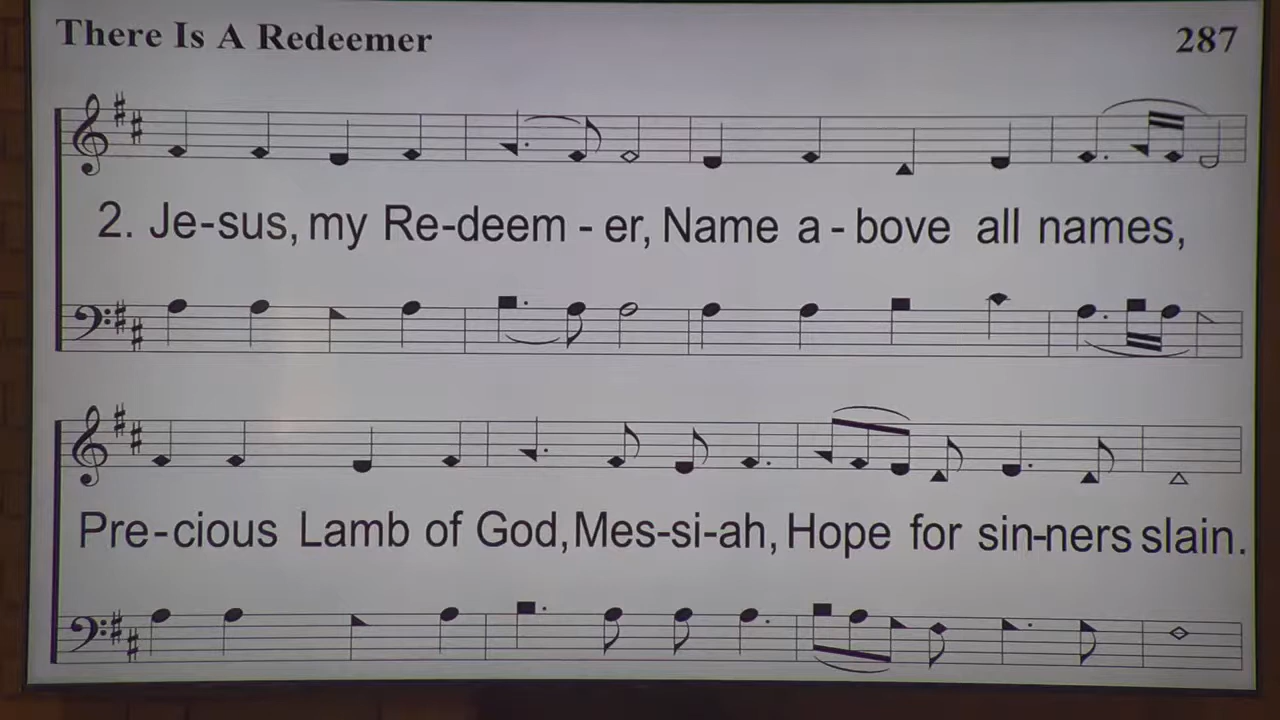 There Is A Redeemer 287
2. Je-sus, my Re-deem - er, Name a - bove all names,
Pre-cious Lamb of God, Mes-si-ah, Hope for sin-ners slain.